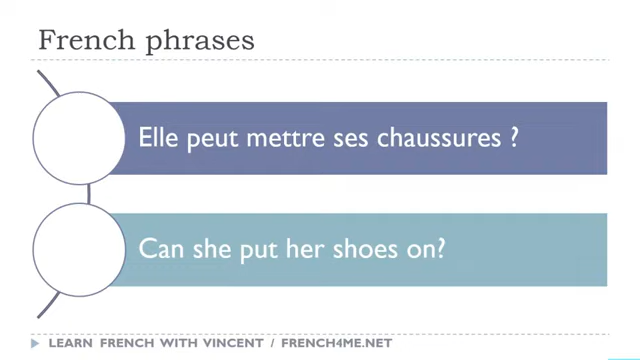 French phrases
Elle peut mettre ses chaussures ?
Can she put her shoes on?
LEARN FRENCH WITH VINCENT / FRENCH4ME.NET